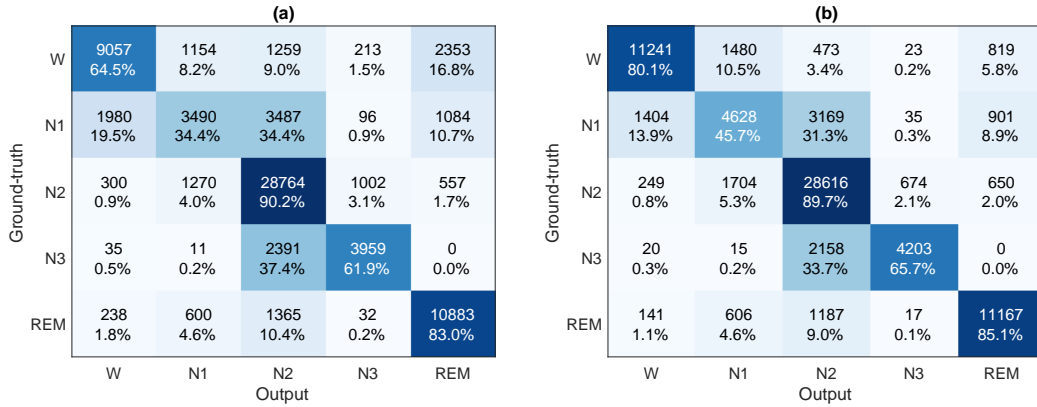 (a)
W 9057 1154 1259 213 2353
64.5% 8.2% 9.0% 1.5% 16.8%
N1 1980 3490 3487 96 1084
19.5% 34.4% 34.4% 0.9% 10.7%
N2 300 1270 28764 1002 557
0.9% 4.0% 90.2% 3.1% 1.7%
N3 35 11 2391 3959 0
0.5% 0.2% 37.4% 61.9% 0.0%
REM 238 600 1365 32 10883
1.8% 4.6% 10.4% 0.2% 83.0%
W N1 N2 N3 REM
Output
Ground-truth
(b)
W 11241 1480 473 23 819
80.1% 10.5% 3.4% 0.2% 5.8%
N1 1404 4628 3169 35 901
13.9% 45.7% 31.3% 0.3% 8.9%
N2 249 1704 28616 674 650
0.8% 5.3% 89.7% 2.1% 2.0%
N3 20 15 2158 4203 0
0.3% 0.2% 33.7% 65.7% 0.0%
REM 141 606 1187 17 11167
1.1% 4.6% 9.0% 0.1% 85.1%
W N1 N2 N3 REM
Output
Ground-truth